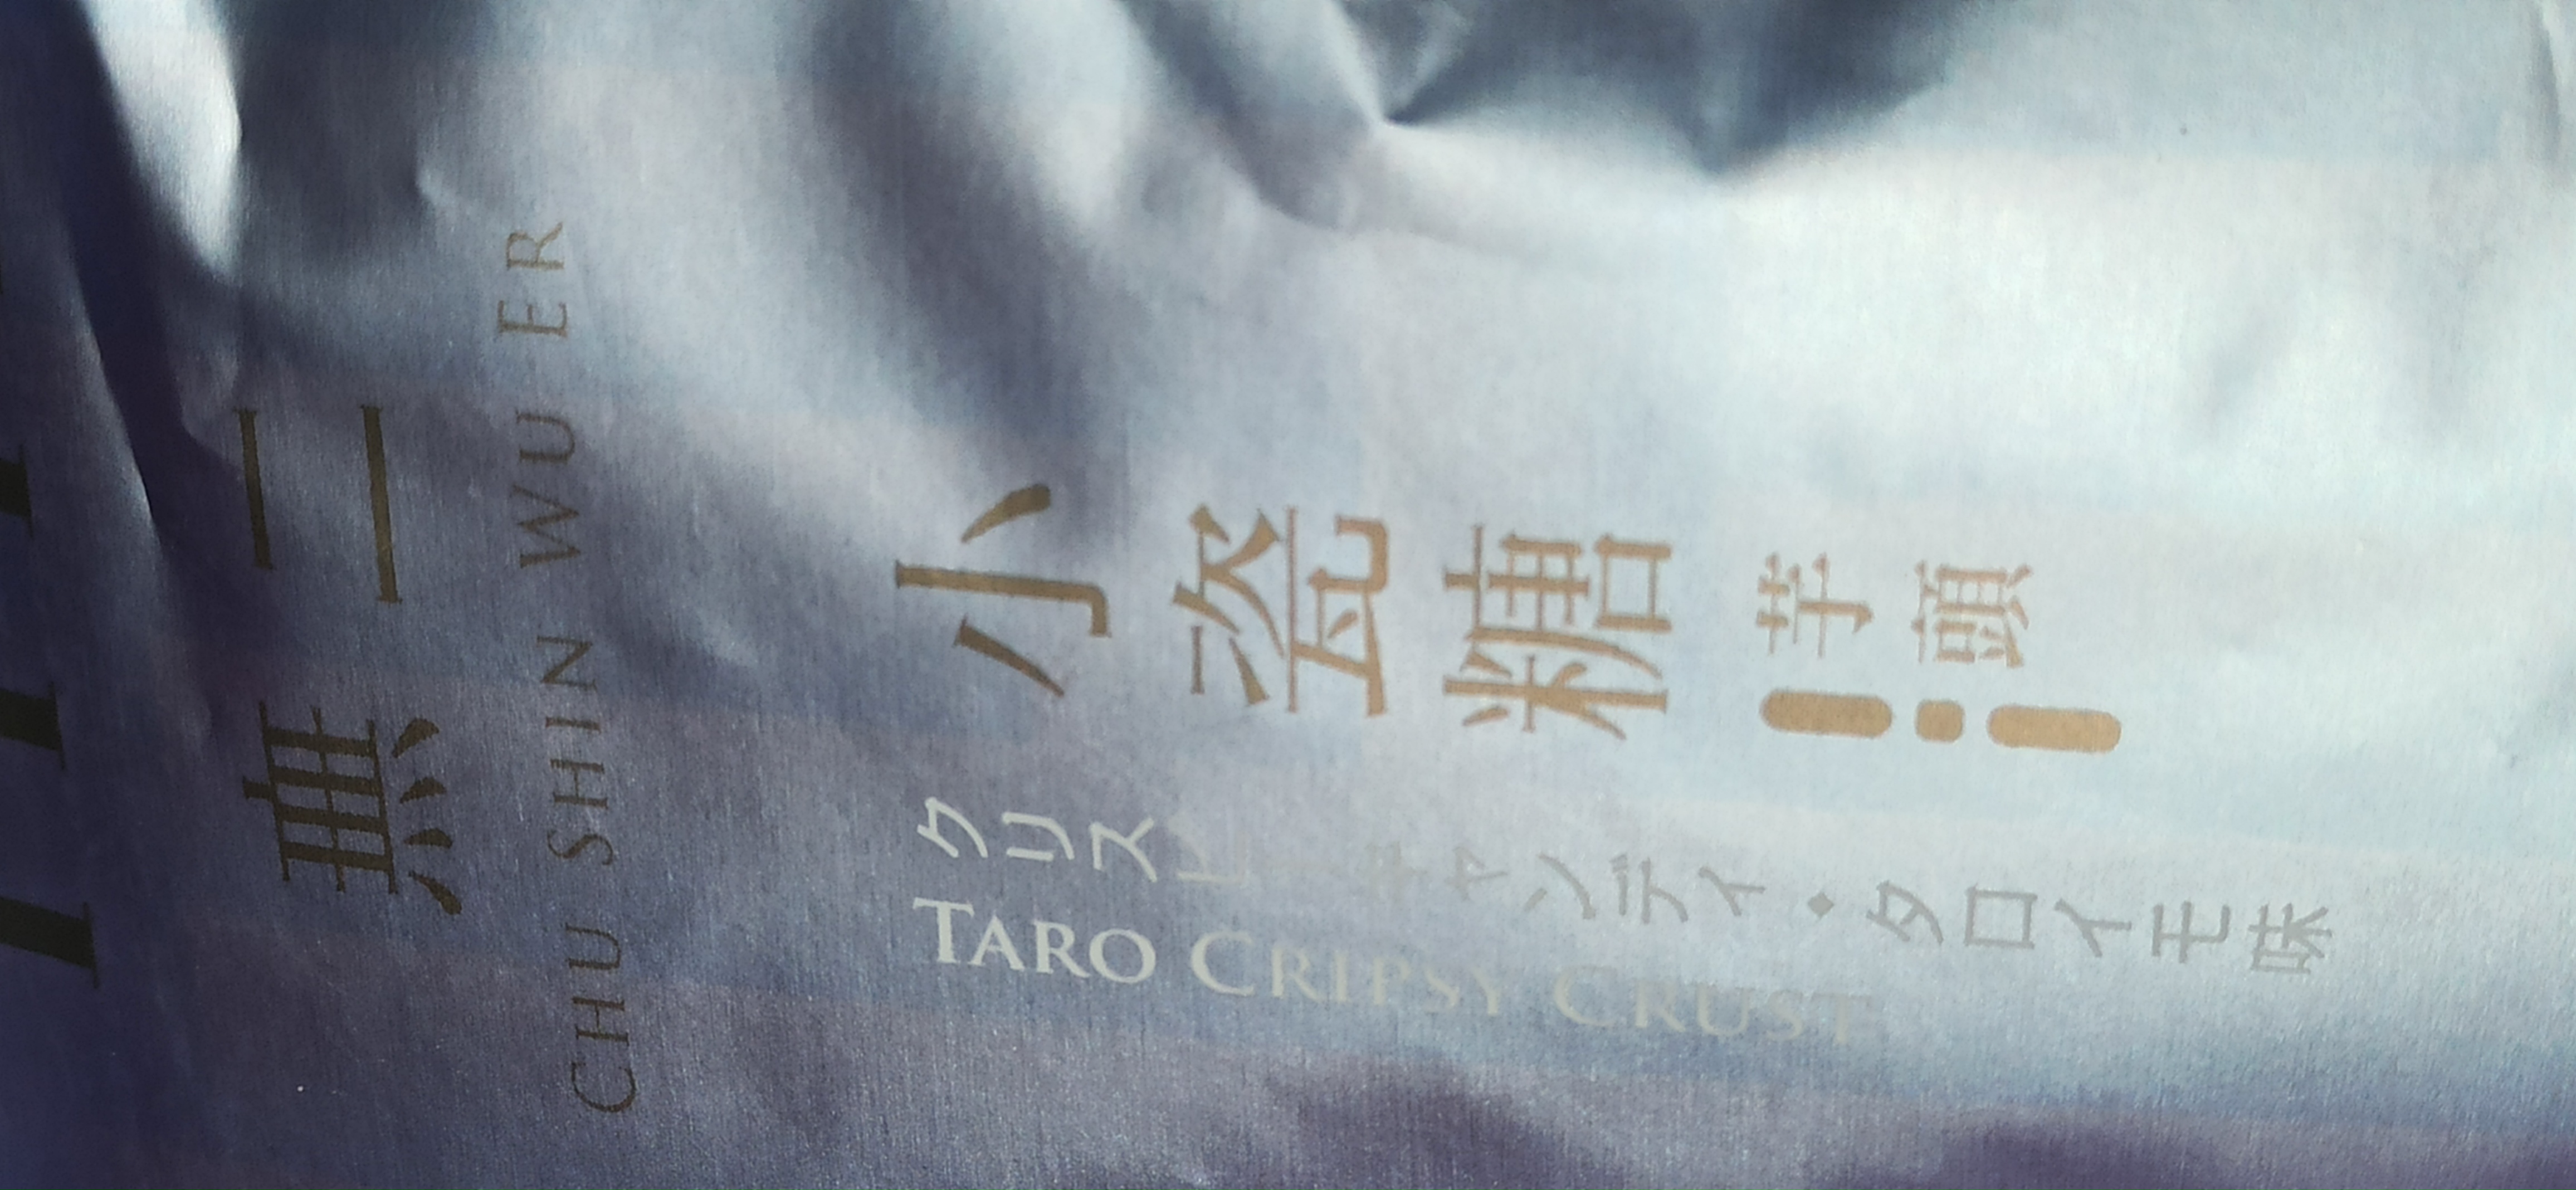 無二
CHU SHIN WU ER
小瓷糖
芋頭
クリスピーキャンディ・タロイモ味
TARO CRIPSY CRUST